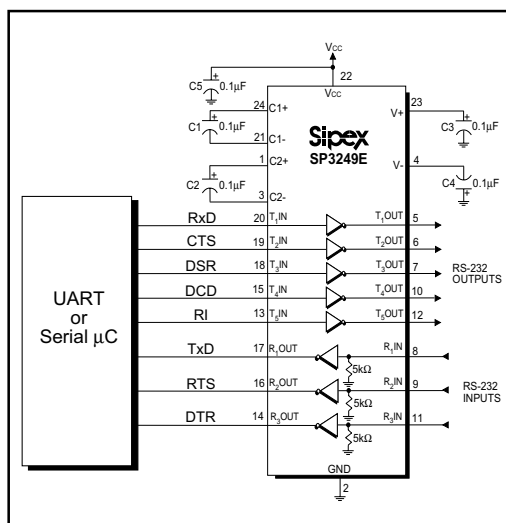 VCC
22
VCC
C5
+
0.1µF
24
C1+
C1
+
0.1µF
21
C1-
1
C2+
C2
+
0.1µF
3
C2-
Sipex
SP3249E
23
V+
C3
+
0.1µF
4
V-
C4
+
0.1µF
UART
or
Serial µC
RxD 20 T1IN T1OUT 5
CTS 19 T2IN T2OUT 6
DSR 18 T3IN T3OUT 7
DCD 15 T4IN T4OUT 10
RI 13 T5IN T5OUT 12
RS-232
OUTPUTS
TxD 17 R1OUT R1IN 8
5kΩ
RTS 16 R2OUT R2IN 9
5kΩ
DTR 14 R3OUT R3IN 11
5kΩ
RS-232
INPUTS
GND
2